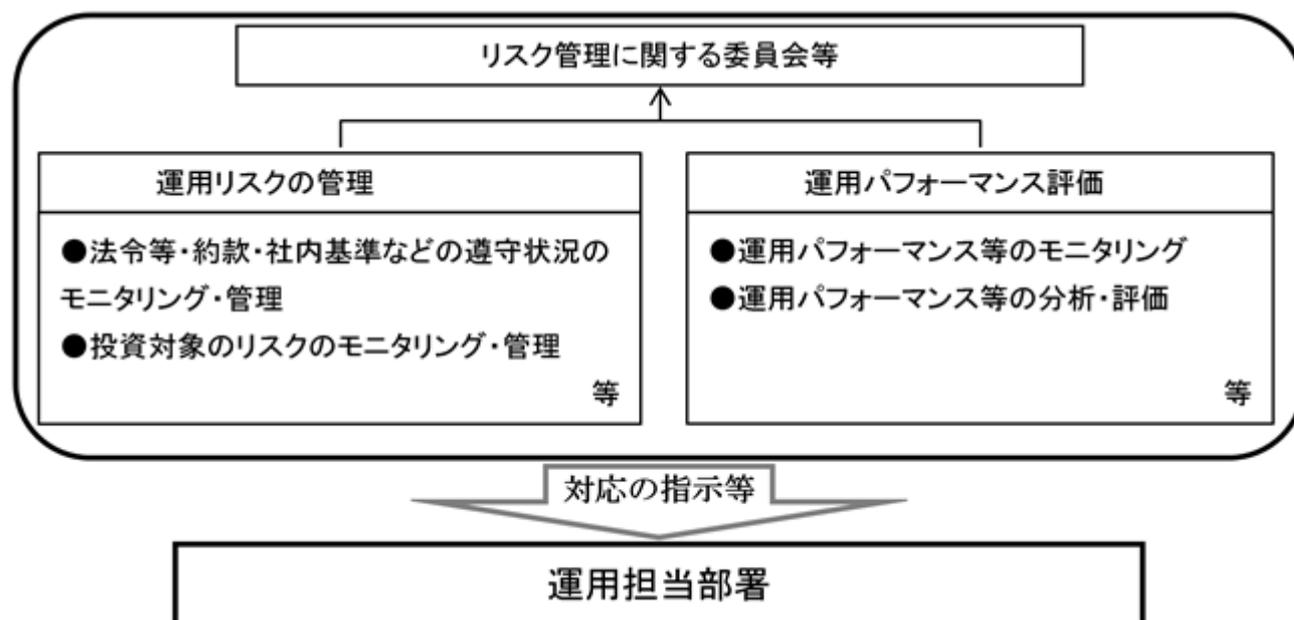 リスク管理に関する委員会等
運用リスクの管理
●法令等・約款・社内基準などの遵守状況の
モニタリング・管理
●投資対象のリスクのモニタリング・管理
等
運用パフォーマンス評価
●運用パフォーマンス等のモニタリング
●運用パフォーマンス等の分析・評価
等
対応の指示等
運用担当部署